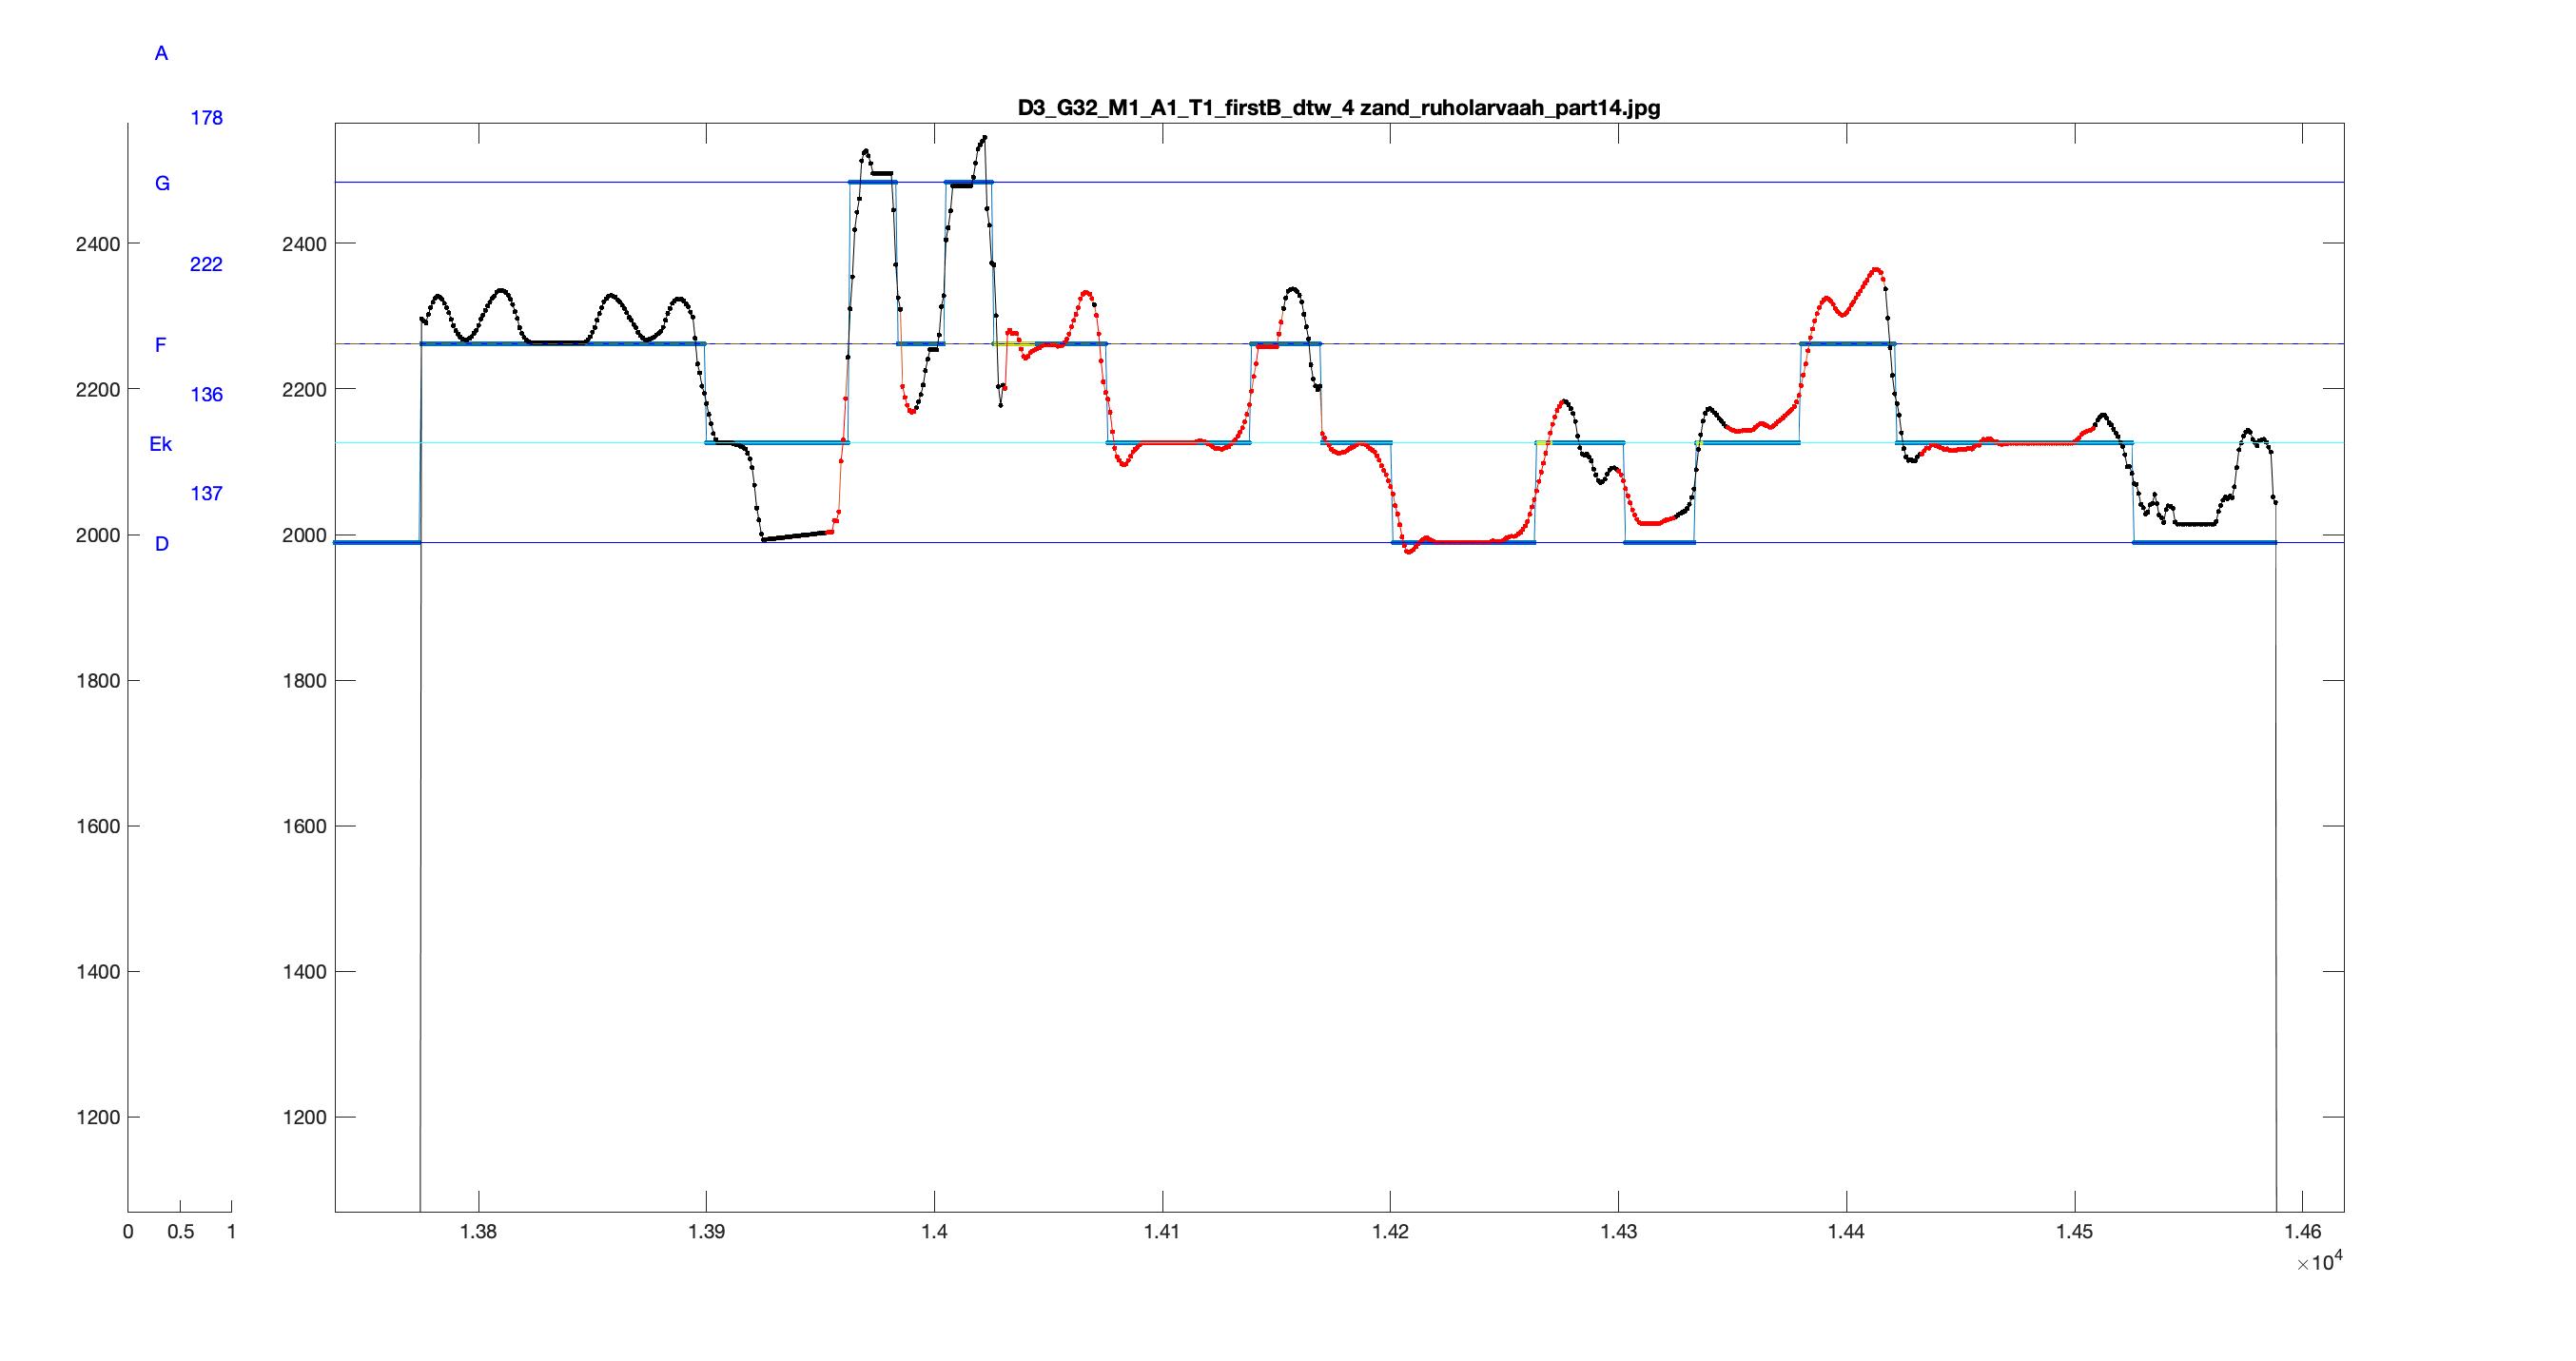 A
D3_G32_M1_A1_T1_firstB_dtw_4 zand_ruholarvaah_part14.jpg
178
G
2400 2400
222
F
2200 2200
136
Ek
137
2000 2000
D
1800 1800
1600 1600
1400 1400
1200 1200
0 0.5 1 1.38 1.39 1.4 1.41 1.42 1.43 1.44 1.45 1.46
×10^4